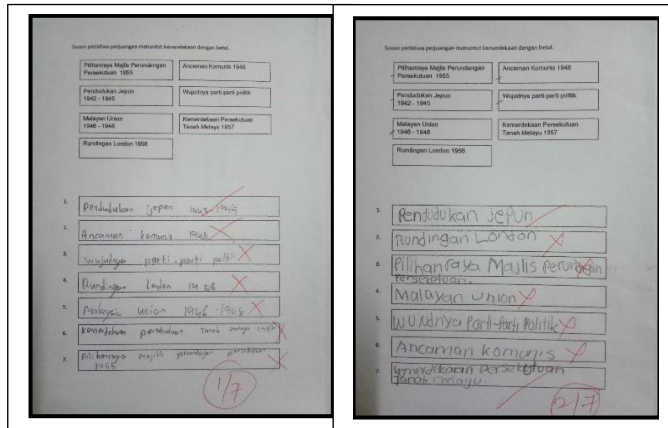 Susun peristiwa perjuangan menuntut kemerdekaan dengan betul.
Pilihanraya Majlis Perundangan
Persekutuan 1955
Ancaman Komunis 1948
Pendudukan Jepun
1942 - 1945
Wujudnya parti-parti politik
Malayan Union
1946 - 1948
Kemerdekaan Persekutuan
Tanah Melayu 1957
Rundingan London 1956
1. Pendudukan Jepun 1942-1945
2. Ancaman komunis 1948
3. wujudnya parti-parti politik
4. Rundingan London 1956
5. Malaysia union 1946-1948
6. Kemerdekaan persekutuan Tanah melayu 1957
7. pilihanraya majlis
1955
1/7
Susun peristiwa perjuangan menuntut kemerdekaan dengan betul.
Pilihanraya Majlis Perundangan
Persekutuan 1955
Ancaman Komunis 1948
Pendudukan Jepun
1942 - 1945
Wujudnya parti-parti politik
Malayan Union
1946 - 1948
Kemerdekaan Persekutuan
Tanah Melayu 1957
Rundingan London 1956
1. Pendudukan Jepun
2. Rundingan London
3. Pilihanraya Majlis
Persekutuan.
4. Malayan union
5. WUJudnya Parti-Parti Politik
6. Ancaman komunis
7. kemerdekaan Persekutuan
Tanah melayu.
2/7